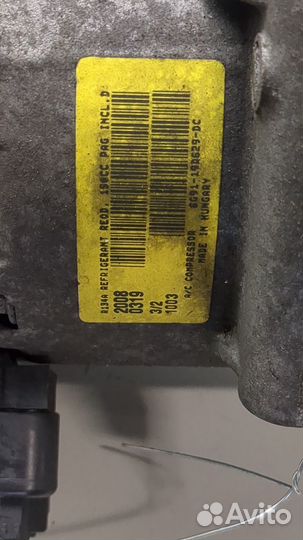 R134A REFRIGERANT REQD. 150CC PAG INCL.D
2008 3/2
0319 1003
A/C COMPRESSOR 6G91-19D629-DC
MADE IN HUNGARY
Avito